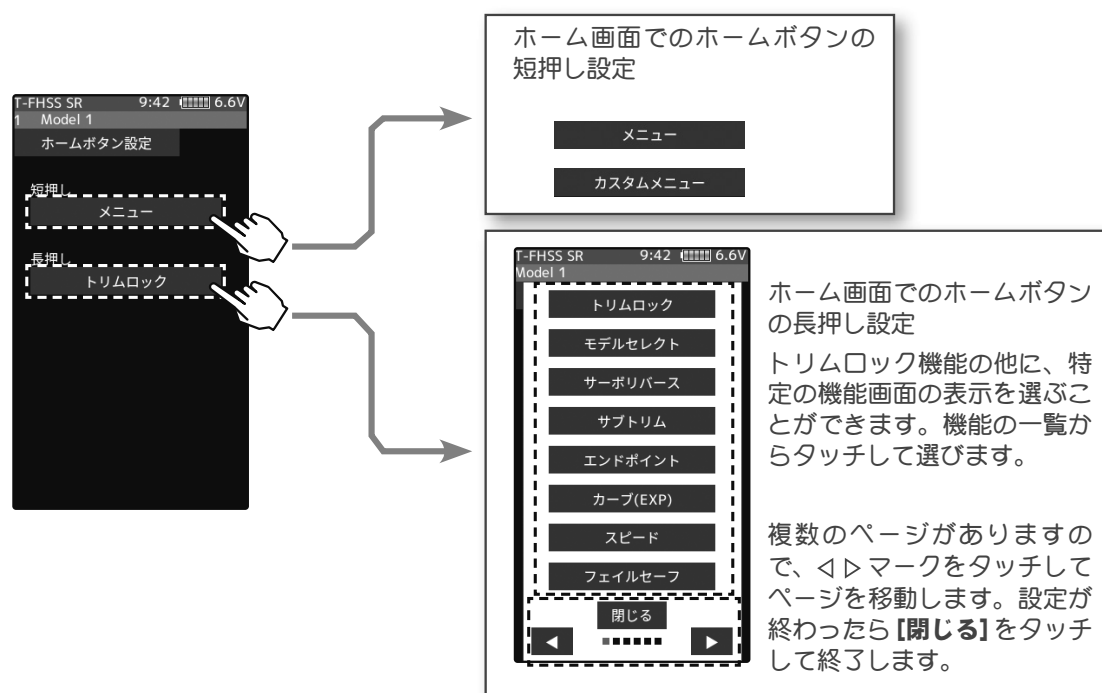 T-FHSS SR 9:42 6.6V
1 Model 1
ホームボタン設定
短押し
メニュー
長押し
トリムロック
ホーム画面でのホームボタンの
短押し設定
メニュー
カスタムメニュー
T-FHSS SR 9:42 6.6V
Model 1
トリムロック
モデルセレクト
サーボリバース
サブトリム
エンドポイント
カーブ(EXP)
スピード
フェイルセーフ
閉じる
ホーム画面でのホームボタン
の長押し設定
トリムロック機能の他に、特
定の機能画面の表示を選ぶこ
とができます。機能の一覧か
らタッチして選びます。
複数のページがありますの
で、◁ ▷ マークをタッチして
ページを移動します。設定が
終わったら [閉じる] をタッチ
して終了します。